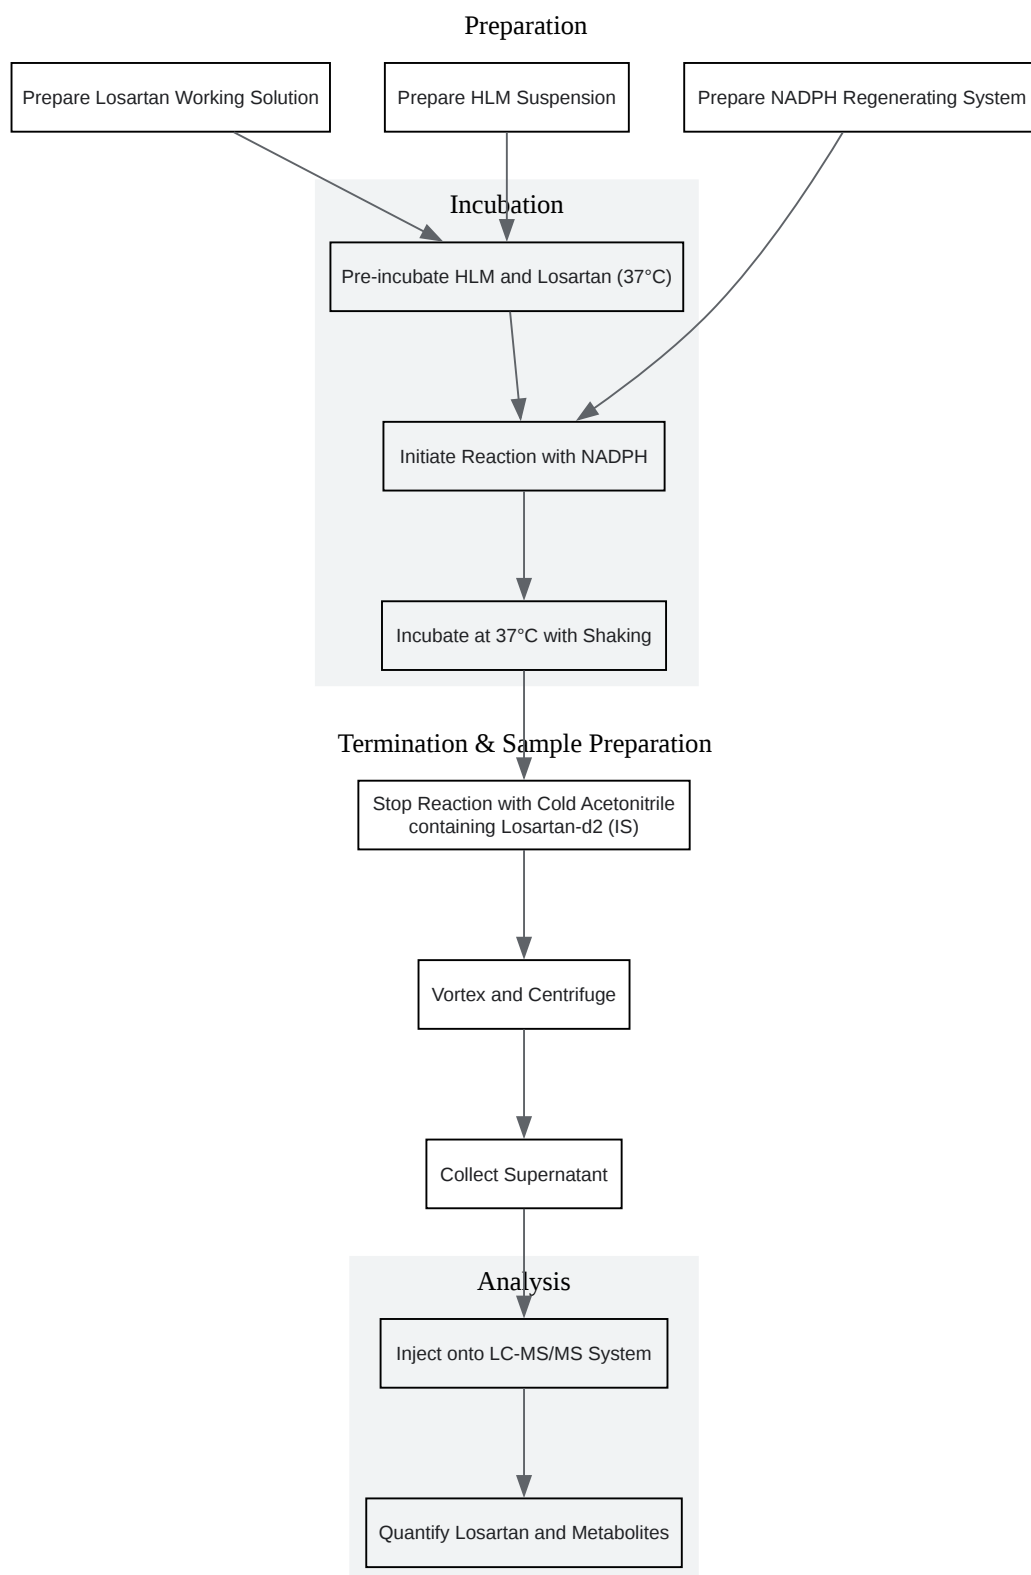 Preparation
Prepare Losartan Working Solution
Prepare HLM Suspension
Prepare NADPH Regenerating System
Incubation
Pre-incubate HLM and Losartan (37°C)
Initiate Reaction with NADPH
Incubate at 37°C with Shaking
Termination & Sample Preparation
Stop Reaction with Cold Acetonitrile
containing Losartan-d2 (IS)
Vortex and Centrifuge
Collect Supernatant
Analysis
Inject onto LC-MS/MS System
Quantify Losartan and Metabolites